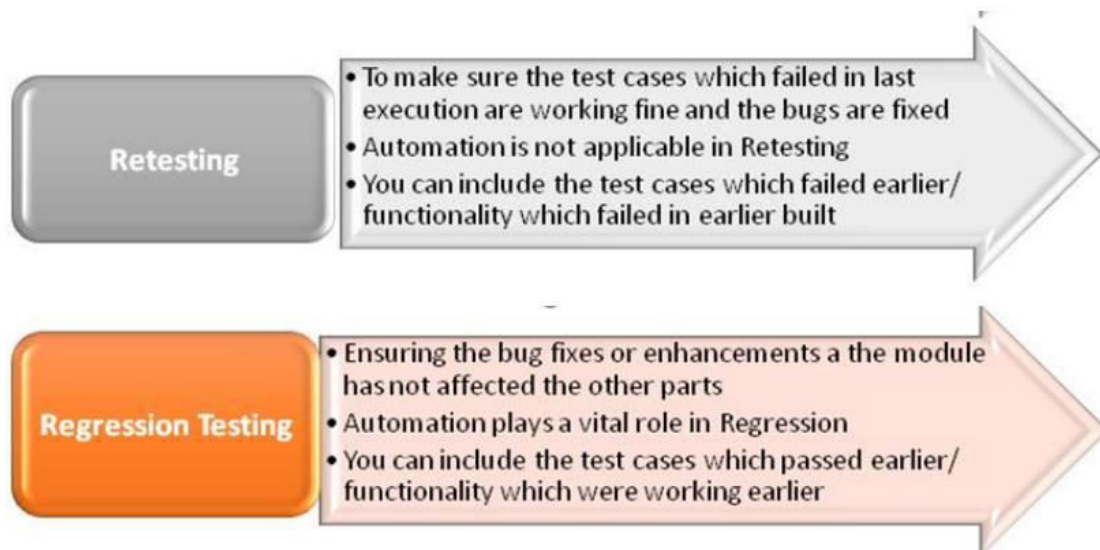 Retesting
• To make sure the test cases which failed in last
execution are working fine and the bugs are fixed
• Automation is not applicable in Retesting
• You can include the test cases which failed earlier/
functionality which failed in earlier built
Regression Testing
• Ensuring the bug fixes or enhancements a the module
has not affected the other parts
• Automation plays a vital role in Regression
• You can include the test cases which passed earlier/
functionality which were working earlier